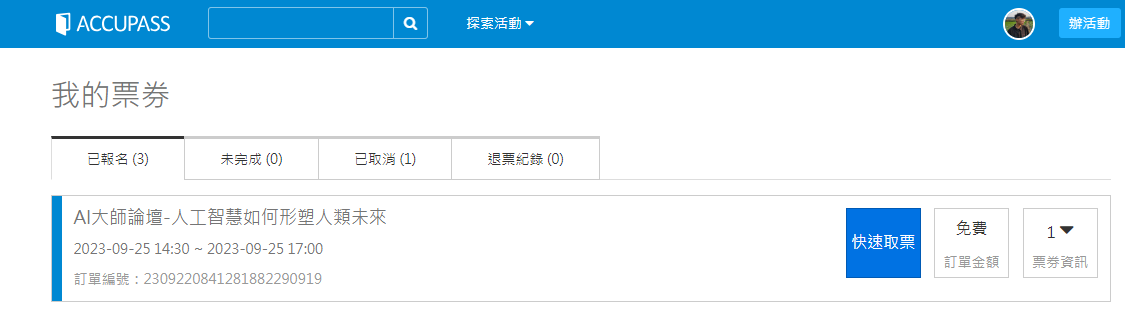 ACCUPASS
探索活動
辦活動
我的票券
已報名 (3)
未完成 (0)
已取消 (1)
退票紀錄 (0)
AI大師論壇-人工智慧如何形塑人類未來
2023-09-25 14:30 ~ 2023-09-25 17:00
訂單編號：2309220841281882290919
快速取票
免費
訂單金額
1
票券資訊